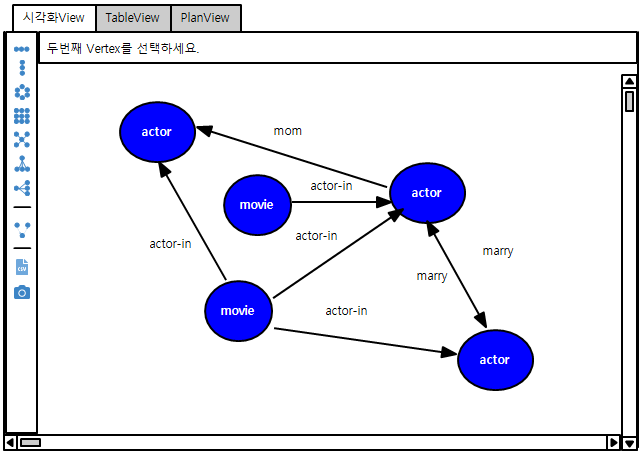 시각화View
TableView
PlanView
두번째 Vertex를 선택하세요.
actor
mom
actor-in
actor
movie
actor-in
actor-in
marry
marry
movie
actor-in
actor
CSV